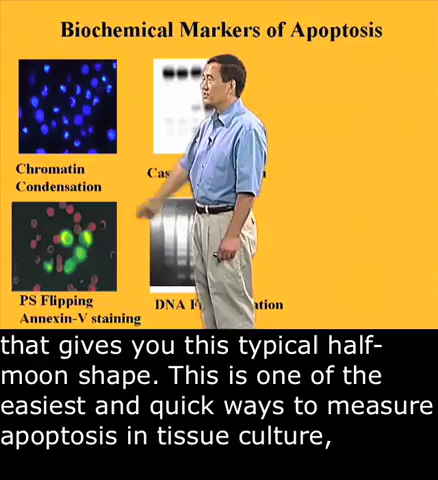 Biochemical Markers of Apoptosis
Chromatin
Condensation
PS Flipping
Annexin-V staining
DNA
that gives you this typical half-
moon shape. This is one of the
easiest and quick ways to measure
apoptosis in tissue culture,